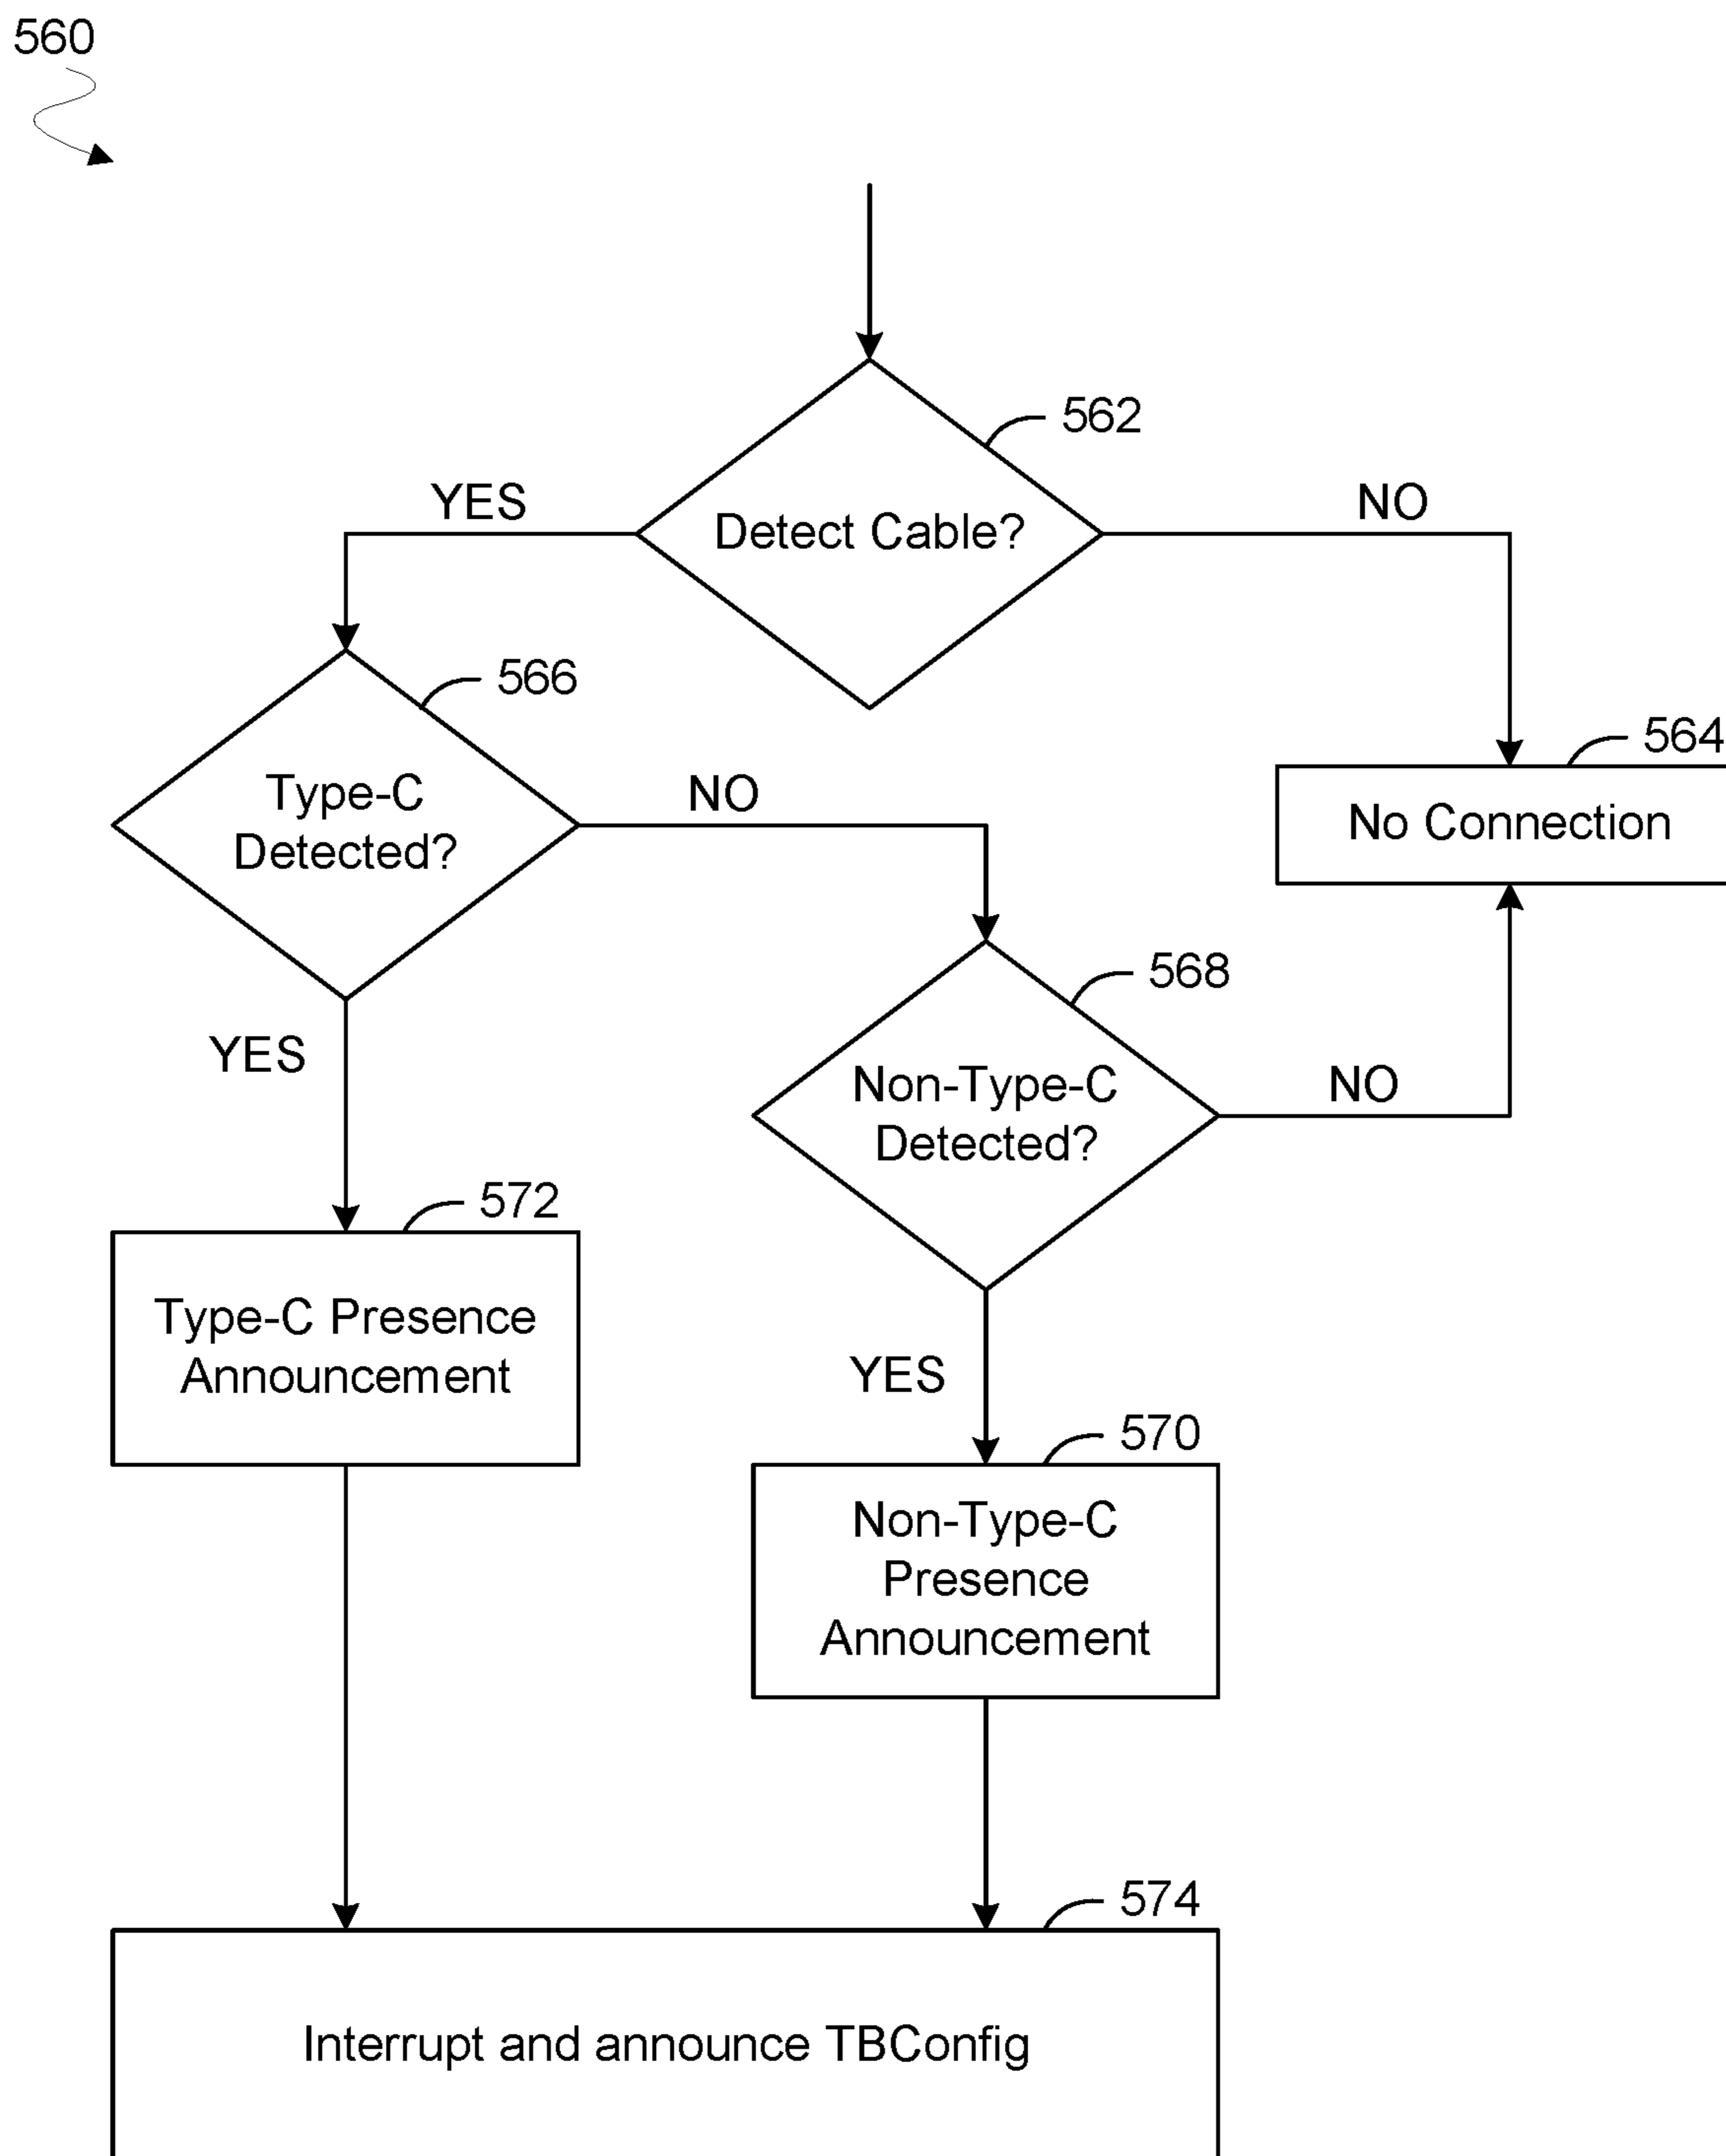 560
562
YES
Detect Cable?
NO
566
Type-C
Detected?
NO
564
No Connection
568
YES
Non-Type-C
Detected?
NO
572
Type-C Presence
Announcement
YES
570
Non-Type-C
Presence
Announcement
574
Interrupt and announce TBConfig